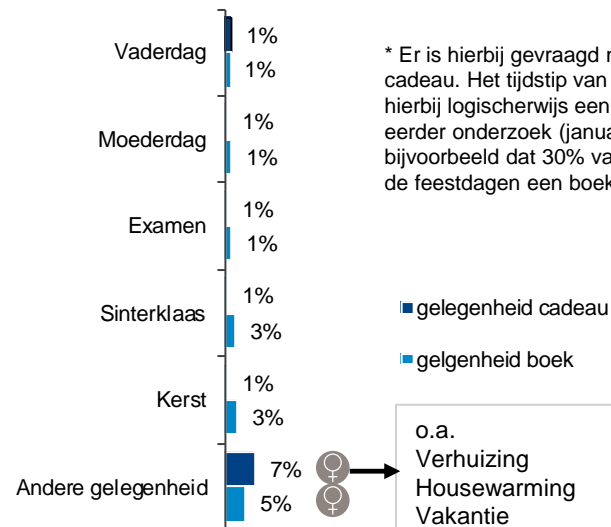 Vaderdag
1%
1%
Moederdag
1%
1%
Examen
1%
1%
Sinterklaas
1%
3%
Kerst
1%
3%
Andere gelegenheid
7%
5%
* Er is hierbij gevraagd
cadeau. Het tijdstip van
hierbij logischerwijs een
eerder onderzoek
bijvoorbeeld dat 30%
de feestdagen een boek
gelegenheid cadeau
gelgenheid boek
o.a.
Verhuizing
Housewarming
Vakantie